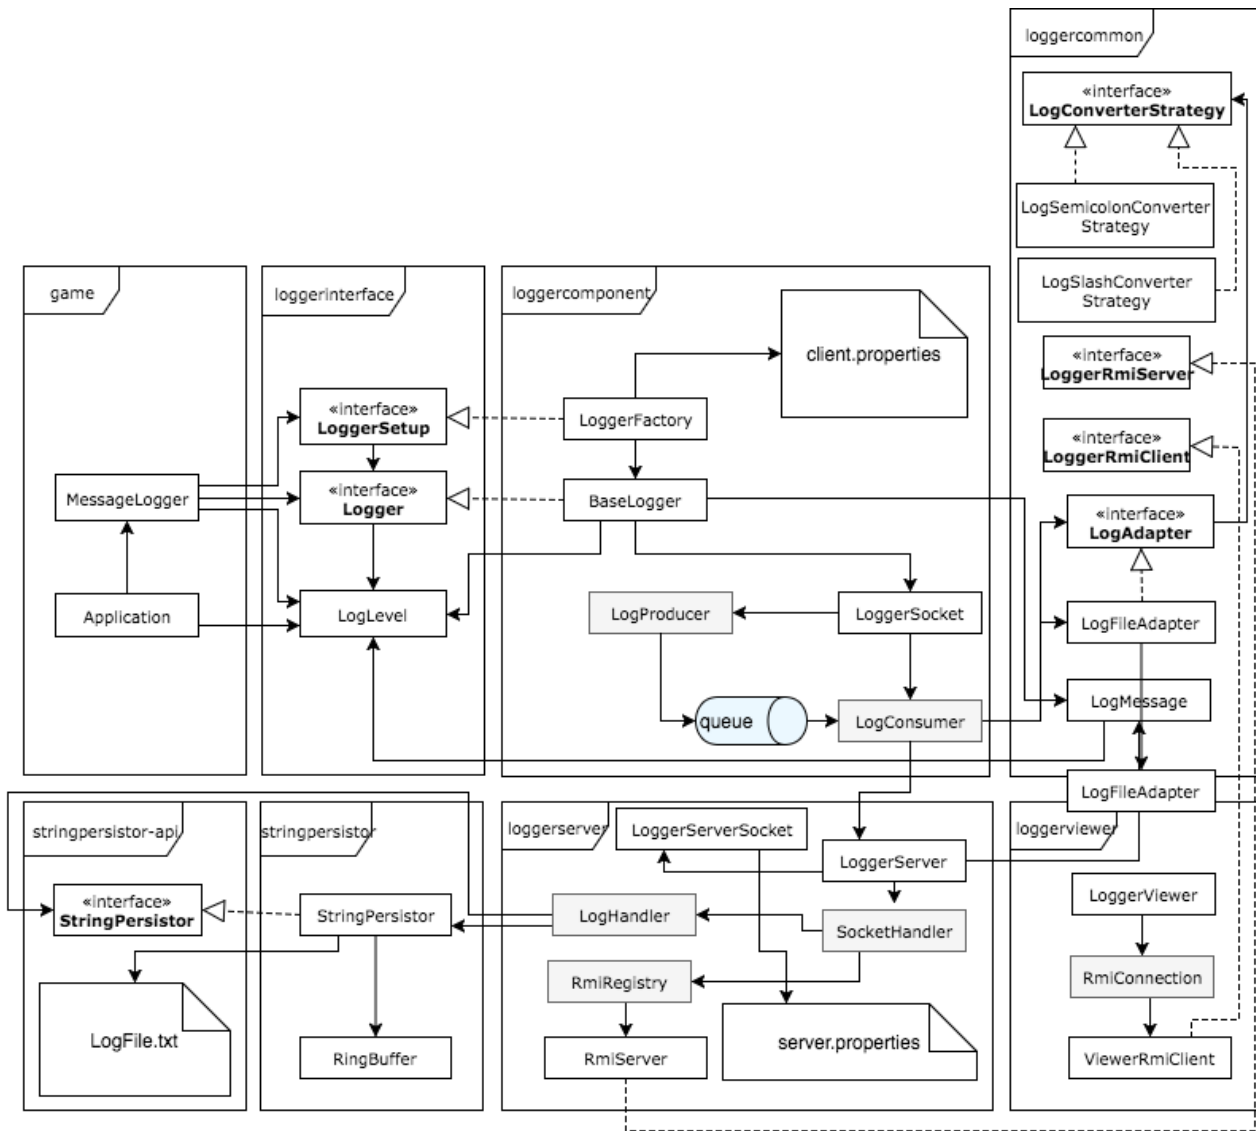 loggercommon
«interface»
LogConverterStrategy
LogSemicolonConverter
Strategy
LogSlashConverter
Strategy
«interface»
LoggerRmiServer
«interface»
LoggerRmiClient
«interface»
LogAdapter
LogFileAdapter
LogMessage
game
MessageLogger
Application
loggerinterface
«interface»
LoggerSetup
«interface»
Logger
LogLevel
loggercomponent
client.properties
LoggerFactory
BaseLogger
LogProducer
LoggerSocket
queue
LogConsumer
stringpersistor-api
«interface»
StringPersistor
LogFile.txt
stringpersistor
StringPersistor
RingBuffer
loggerserver
LoggerServerSocket
LoggerServer
LogHandler
SocketHandler
RmiRegistry
RmiServer
server.properties
LogFileAdapter
loggerviewer
LoggerViewer
RmiConnection
ViewerRmiClient